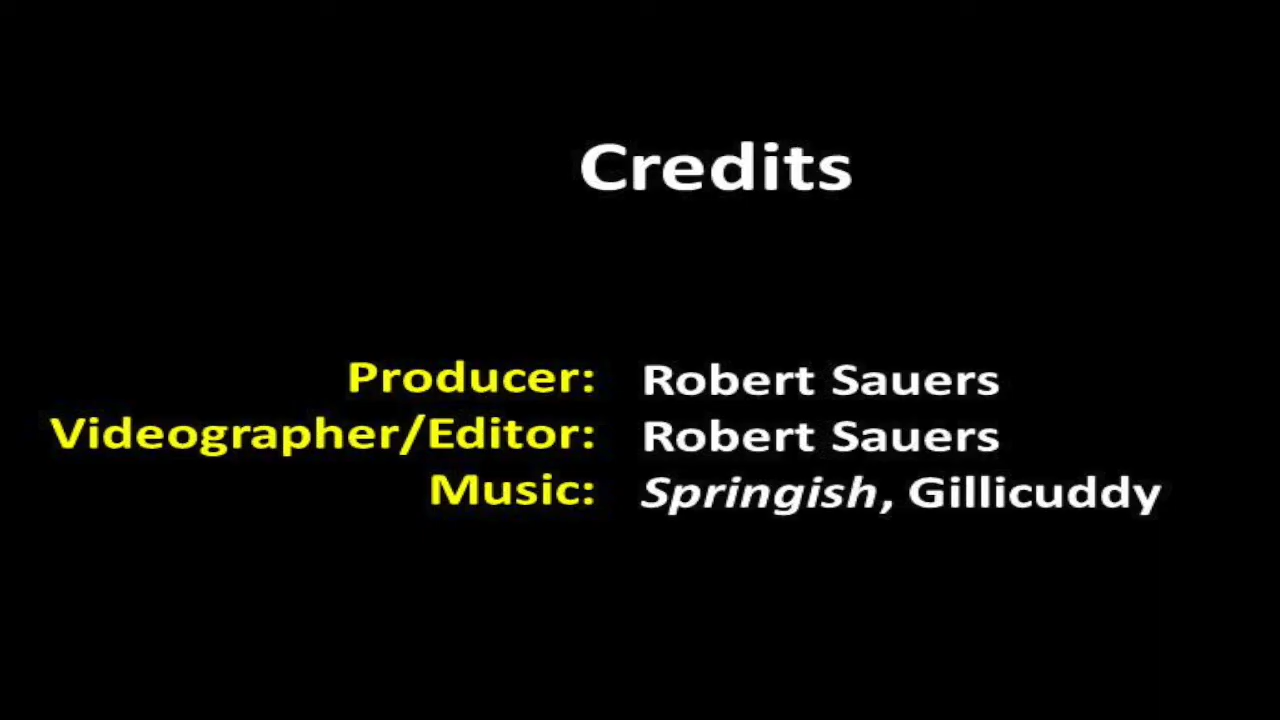 Credits
Producer: Robert Sauers
Videographer/Editor: Robert Sauers
Music: Springish, Gillicuddy